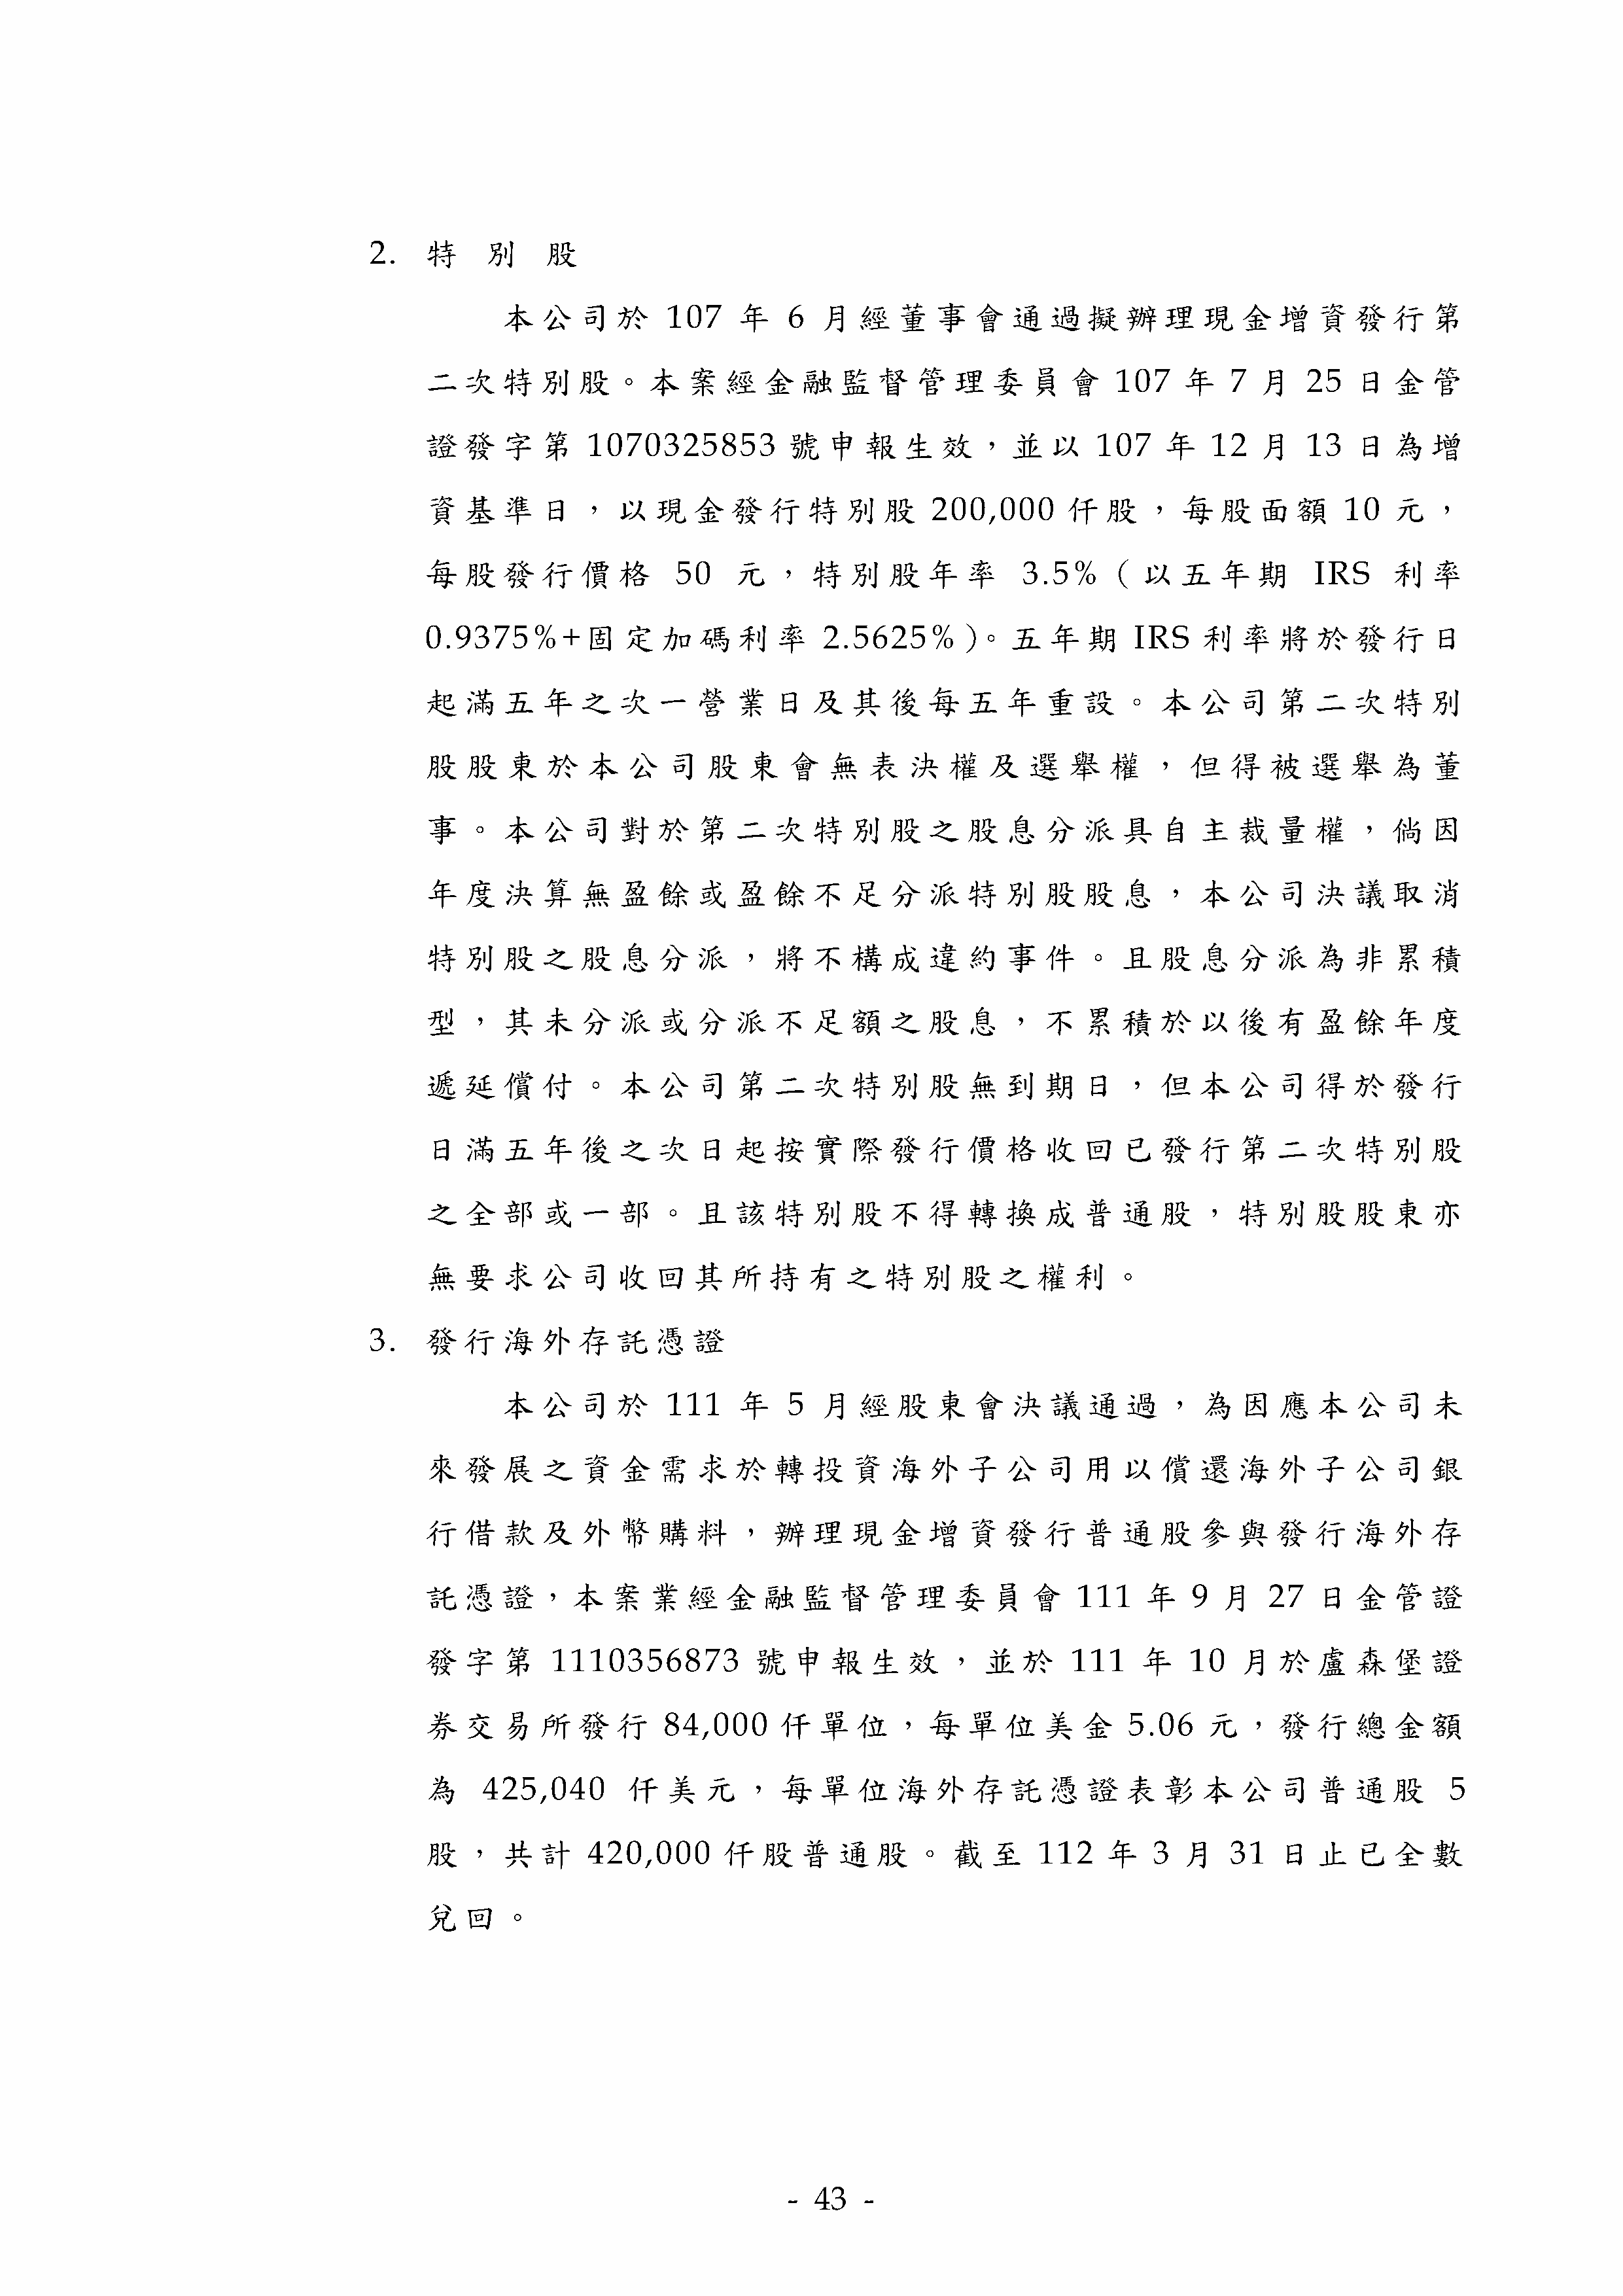 2. 特別股
本公司於 107 年 6 月經董事會通過擬辦理現金增資發行第
二次特別股。本案經金融監督管理委員會 107 年 7 月 25 日金管
證發字第 1070325853 號申報生效，並以 107 年 12 月 13 日為增
資基準日，以現金發行特別股 200,000 仟股，每股面額 10 元，
每股發行價格 50 元，特別股年率 3.5%（以五年期 IRS 利率
0.9375%+固定加碼利率 2.5625%）。五年期 IRS 利率將於發行日
起滿五年之次一營業日及其後每五年重設。本公司第二次特別
股股東於本公司股東會無表決權及選舉權，但得被選舉為董
事。本公司對於第二次特別股之股息分派具自主裁量權，倘因
年度決算無盈餘或盈餘不足分派特別股股息，本公司決議取消
特別股之股息分派，將不構成違約事件。且股息分派為非累積
型，其未分派或分派不足額之股息，不累積於以後有盈餘年度
遞延償付。本公司第二次特別股無到期日，但本公司得於發行
日滿五年後之次日起按實際發行價格收回已發行第二次特別股
之全部或一部。且該特別股不得轉換成普通股，特別股股東亦
無要求公司收回其所持有之特別股之權利。
3. 發行海外存託憑證
本公司於 111 年 5 月經股東會決議通過，為因應本公司未
來發展之資金需求於轉投資海外子公司用以償還海外子公司銀
行借款及外幣購料，辦理現金增資發行普通股參與發行海外存
託憑證，本案業經金融監督管理委員會 111 年 9 月 27 日金管證
發字第 1110356873 號申報生效，並於 111 年 10 月於盧森堡證
券交易所發行 84,000 仟單位，每單位美金 5.06 元，發行總金額
為 425,040 仟美元，每單位海外存託憑證表彰本公司普通股 5
股，共計 420,000 仟股普通股。截至 112 年 3 月 31 日止已全數
兌回。
- 43 -